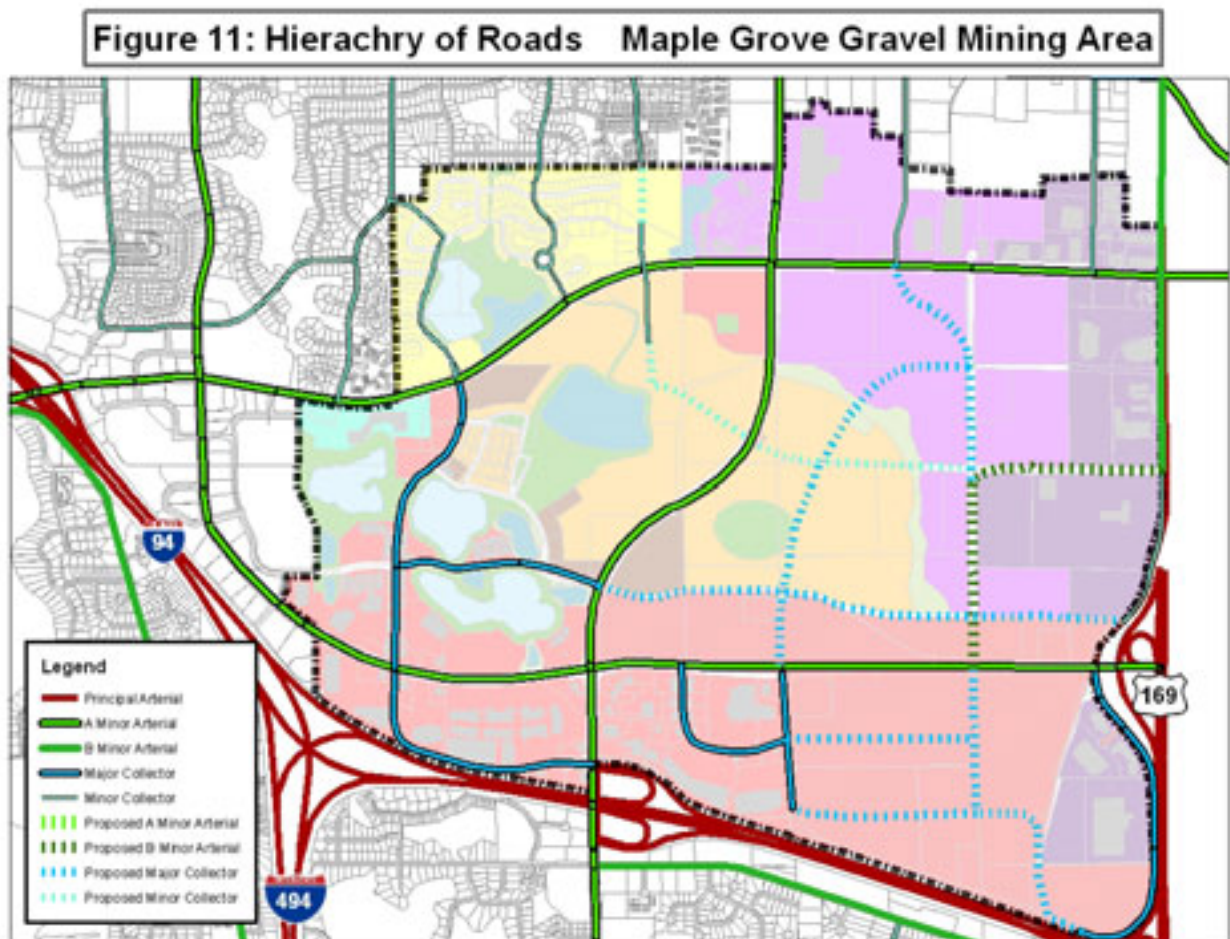 Figure 11: Hierachry of Roads Maple Grove Gravel Mining Area
94
169
494
Legend
Principal Arterial
A Minor Arterial
B Minor Arterial
Major Collector
Minor Collector
Proposed A Minor Arterial
Proposed B Minor Arterial
Proposed Major Collector
Proposed Minor Collector